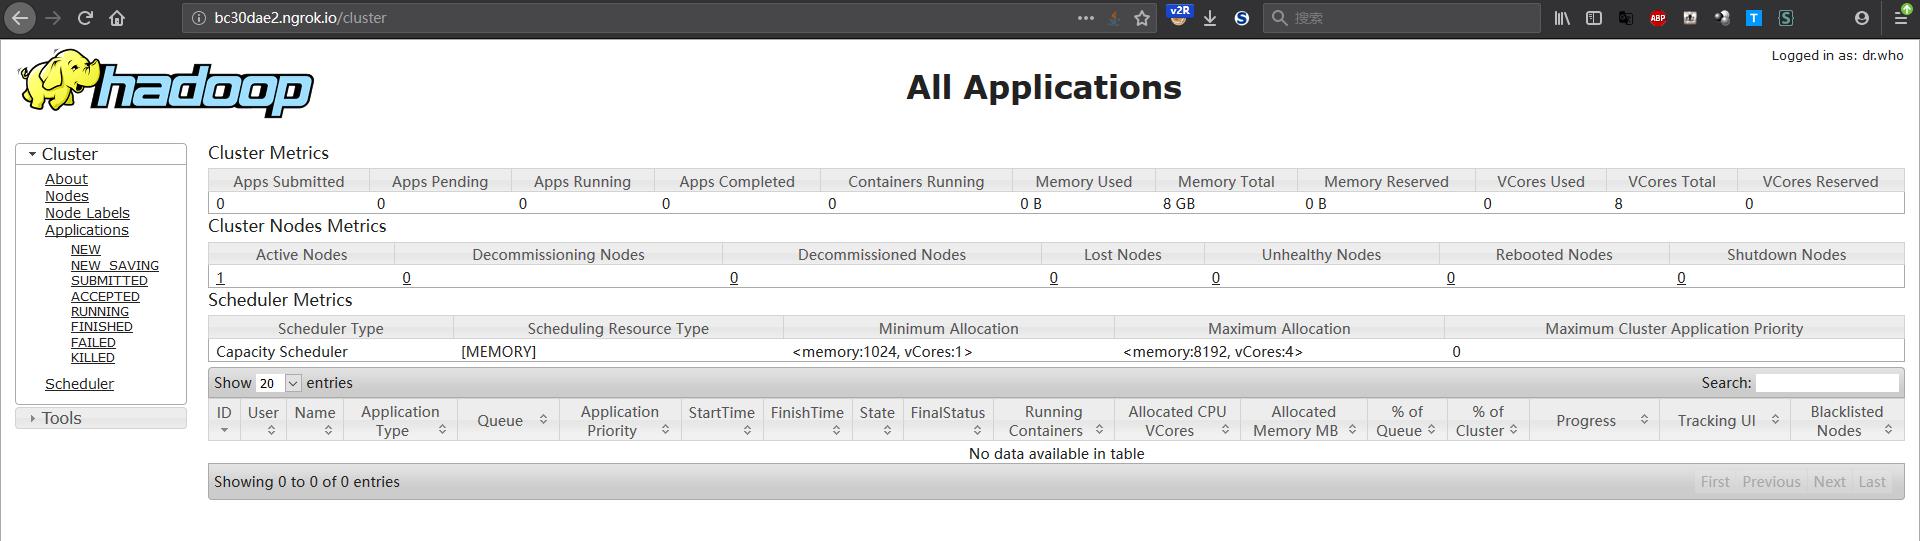 bc30dae2.ngrok.io/cluster
v2R
搜索
ABP
T
S
S
hadoop
All Applications
Logged in as: dr.who
Cluster
About
Nodes
Node Labels
Applications
NEW
NEW_SAVING
SUBMITTED
ACCEPTED
RUNNING
FINISHED
FAILED
KILLED
Scheduler
Tools
Cluster Metrics
Apps Submitted Apps Pending Apps Running Apps Completed Containers Running Memory Used Memory Total Memory Reserved VCores Used VCores Total VCores Reserved
0 0 0 0 0 0 B 8 GB 0 B 0 8 0
Cluster Nodes Metrics
Active Nodes Decommissioning Nodes Decommissioned Nodes Lost Nodes Unhealthy Nodes Rebooted Nodes Shutdown Nodes
1 0 0 0 0 0 0
Scheduler Metrics
Scheduler Type Scheduling Resource Type Minimum Allocation Maximum Allocation Maximum Cluster Application Priority
Capacity Scheduler [MEMORY] <memory:1024, vCores:1> <memory:8192, vCores:4> 0
Show 20 entries Search:
ID User Name Application Type Queue Application Priority StartTime FinishTime State FinalStatus Running Containers Allocated CPU VCores Allocated Memory MB % of Queue % of Cluster Progress Tracking UI Blacklisted Nodes
No data available in table
Showing 0 to 0 of 0 entries First Previous Next Last